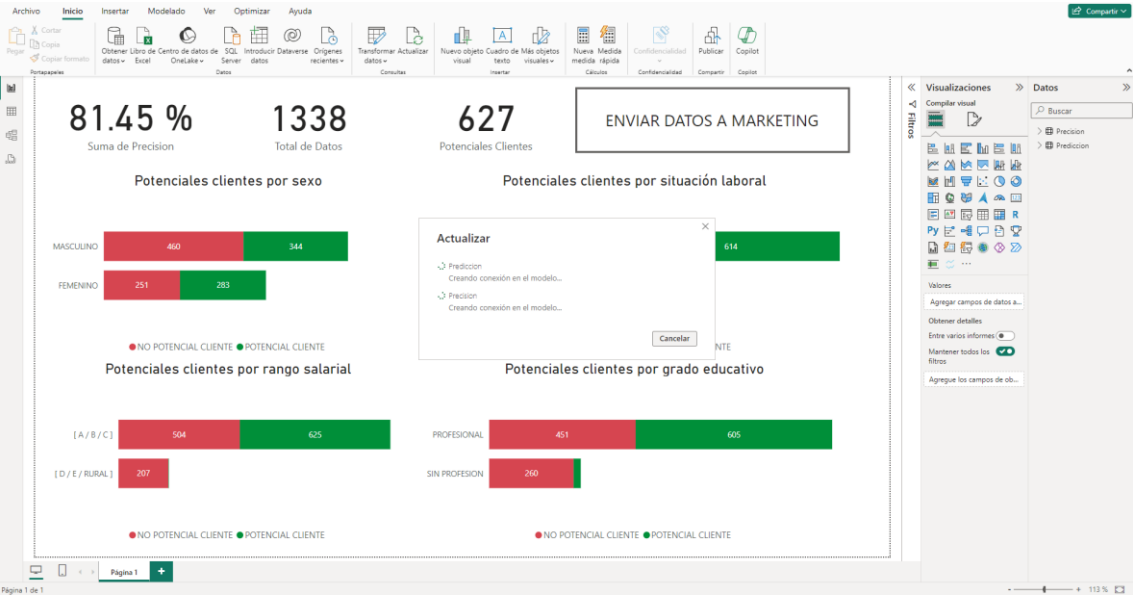 Archivo Inicio Insertar Modelado Ver Optimizar Ayuda
Compartir
Pegar
Cortar
Copia
Copiar formato
Portapapeles
Obtener datos
Libro de Excel
Centro de datos de OneLake
SQL Server
Introducir datos
Dataverse
Orígenes recientes
Datos
Transformar datos
Actualizar
Consultas
Nuevo objeto visual
Cuadro de texto
Más objetos visuales
Insertar
Nueva medida
Medida rápida
Cálculos
Confidencialidad
Confidencialidad
Publicar
Compartir
Copilot
Copilot
81.45 %
Suma de Precision
1338
Total de Datos
627
Potenciales Clientes
ENVIAR DATOS A MARKETING
Potenciales clientes por sexo
MASCULINO 460 344
FEMENINO 251 283
NO POTENCIAL CLIENTE POTENCIAL CLIENTE
Potenciales clientes por situación laboral
614
NTE
Actualizar
Prediccion
Creando conexión en el modelo...
Precision
Creando conexión en el modelo...
Cancelar
Potenciales clientes por rango salarial
[ A / B / C ] 504 625
[ D / E / RURAL ] 207
NO POTENCIAL CLIENTE POTENCIAL CLIENTE
Potenciales clientes por grado educativo
PROFESIONAL 451 605
SIN PROFESION 260
NO POTENCIAL CLIENTE POTENCIAL CLIENTE
Filtros
Visualizaciones
Compilar visual
R
Py
Valores
Agregar campos de datos a...
Obtener detalles
Entre varios informes
Mantener todos los
filtros
Agregue los campos de ob...
Datos
Buscar
Precision
Prediccion
Página 1
Página 1 de 1
113 %